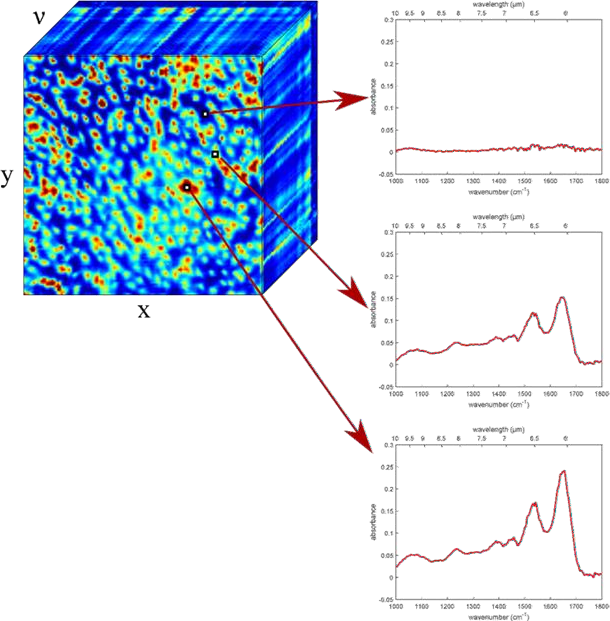 ν
y
x
wavelength (μm)
10 9.5 9 8.5 8 7.5 7 6.5 6
absorbance
0.3
0.25
0.2
0.15
0.1
0.05
0
-0.05
1000 1100 1200 1300 1400 1500 1600 1700 1800
wavenumber (cm⁻¹)
wavelength (μm)
10 9.5 9 8.5 8 7.5 7 6.5 6
absorbance
0.3
0.25
0.2
0.15
0.1
0.05
0
-0.05
1000 1100 1200 1300 1400 1500 1600 1700 1800
wavenumber (cm⁻¹)
wavelength (μm)
10 9.5 9 8.5 8 7.5 7 6.5 6
absorbance
0.3
0.25
0.2
0.15
0.1
0.05
0
-0.05
1000 1100 1200 1300 1400 1500 1600 1700 1800
wavenumber (cm⁻¹)